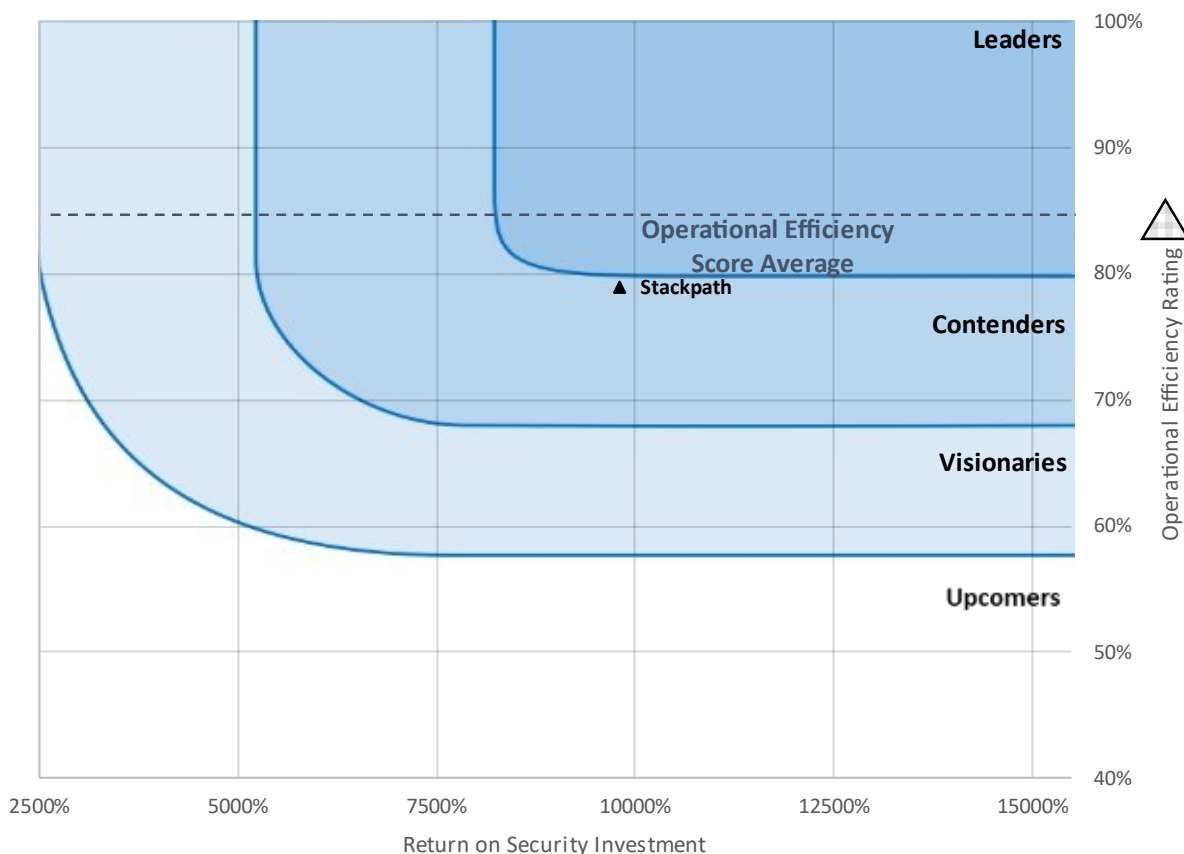 100%
Leaders
90%
Operational Efficiency
Score Average
80%
Stackpath
Contenders
70%
Visionaries
60%
Upcomers
50%
40%
Operational Efficiency Rating
2500%
5000%
7500%
10000%
12500%
15000%
Return on Security Investment